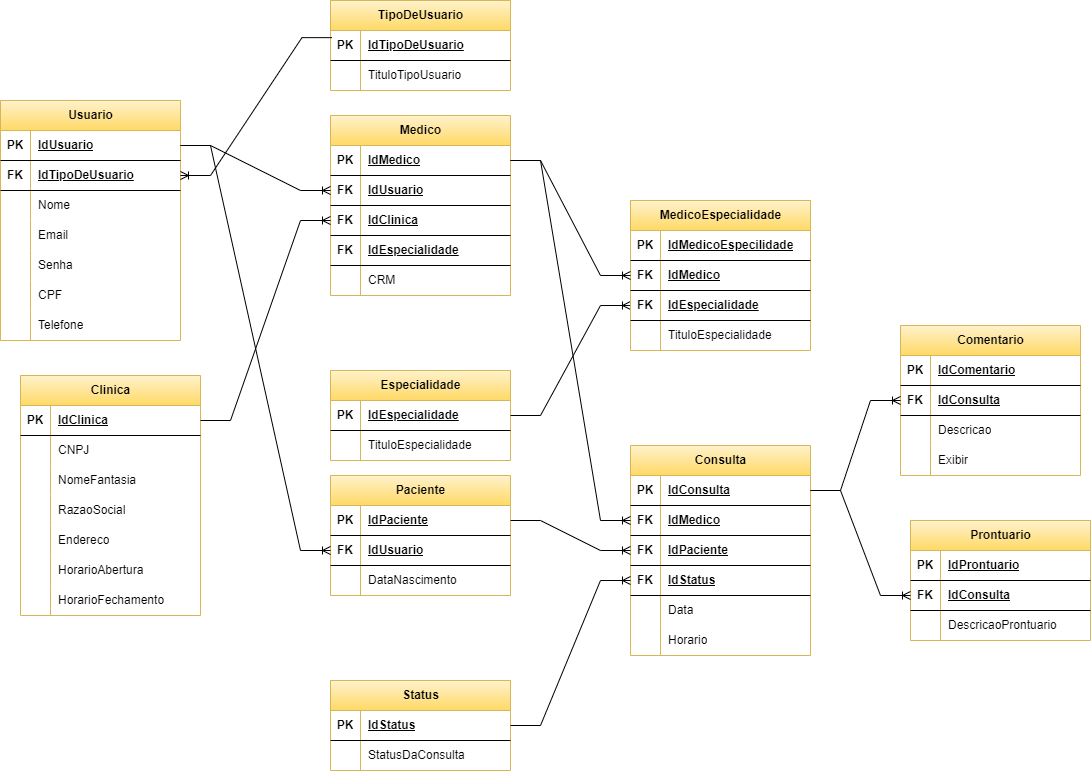 TipoDeUsuario
PK IdTipoDeUsuario
TituloTipoUsuario
Usuario
PK IdUsuario
FK IdTipoDeUsuario
Nome
Email
Senha
CPF
Telefone
Medico
PK IdMedico
FK IdUsuario
FK IdClinica
FK IdEspecialidade
CRM
MedicoEspecialidade
PK IdMedicoEspecilidade
FK IdMedico
FK IdEspecialidade
TituloEspecialidade
Clinica
PK IdClinica
CNPJ
NomeFantasia
RazaoSocial
Endereco
HorarioAbertura
HorarioFechamento
Especialidade
PK IdEspecialidade
TituloEspecialidade
Paciente
PK IdPaciente
FK IdUsuario
DataNascimento
Consulta
PK IdConsulta
FK IdMedico
FK IdPaciente
FK IdStatus
Data
Horario
Comentario
PK IdComentario
FK IdConsulta
Descricao
Exibir
Prontuario
PK IdProntuario
FK IdConsulta
DescricaoProntuario
Status
PK IdStatus
StatusDaConsulta